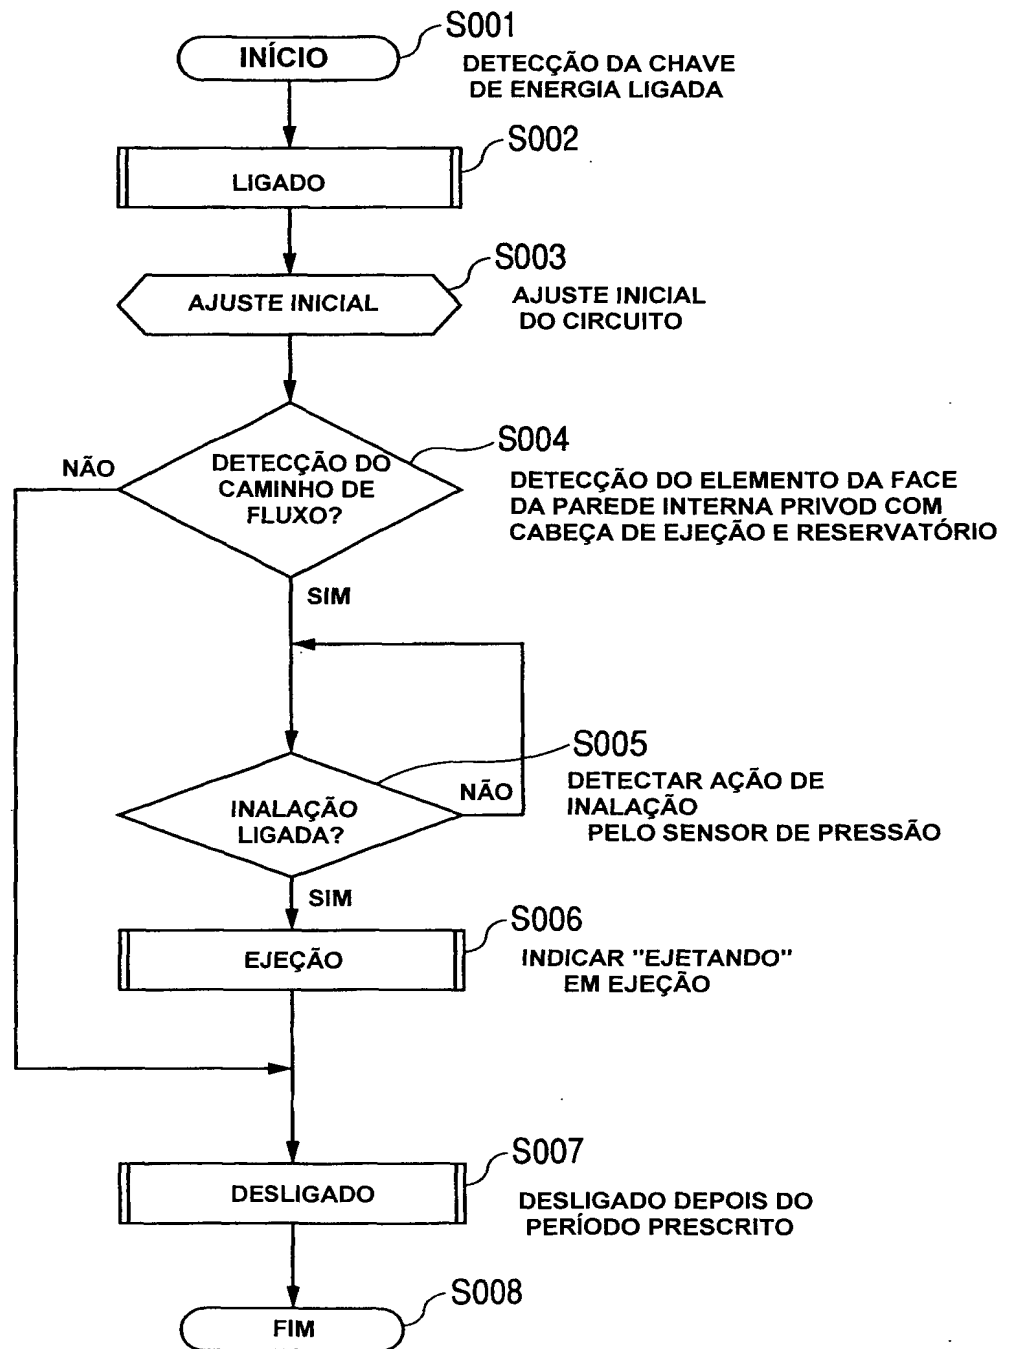 S001
INÍCIO
DETECÇÃO DA CHAVE
DE ENERGIA LIGADA
S002
LIGADO
S003
AJUSTE INICIAL
AJUSTE INICIAL
DO CIRCUITO
S004
NÃO
DETECÇÃO DO
CAMINHO DE
FLUXO?
DETECÇÃO DO ELEMENTO DA FACE
DA PAREDE INTERNA PRIVOD COM
CABEÇA DE EJEÇÃO E RESERVATÓRIO
SIM
S005
INALAÇÃO
LIGADA?
NÃO
DETECTAR AÇÃO DE
INALAÇÃO
PELO SENSOR DE PRESSÃO
SIM
S006
EJEÇÃO
INDICAR "EJETANDO"
EM EJEÇÃO
S007
DESLIGADO
DESLIGADO DEPOIS DO
PERÍODO PRESCRITO
S008
FIM